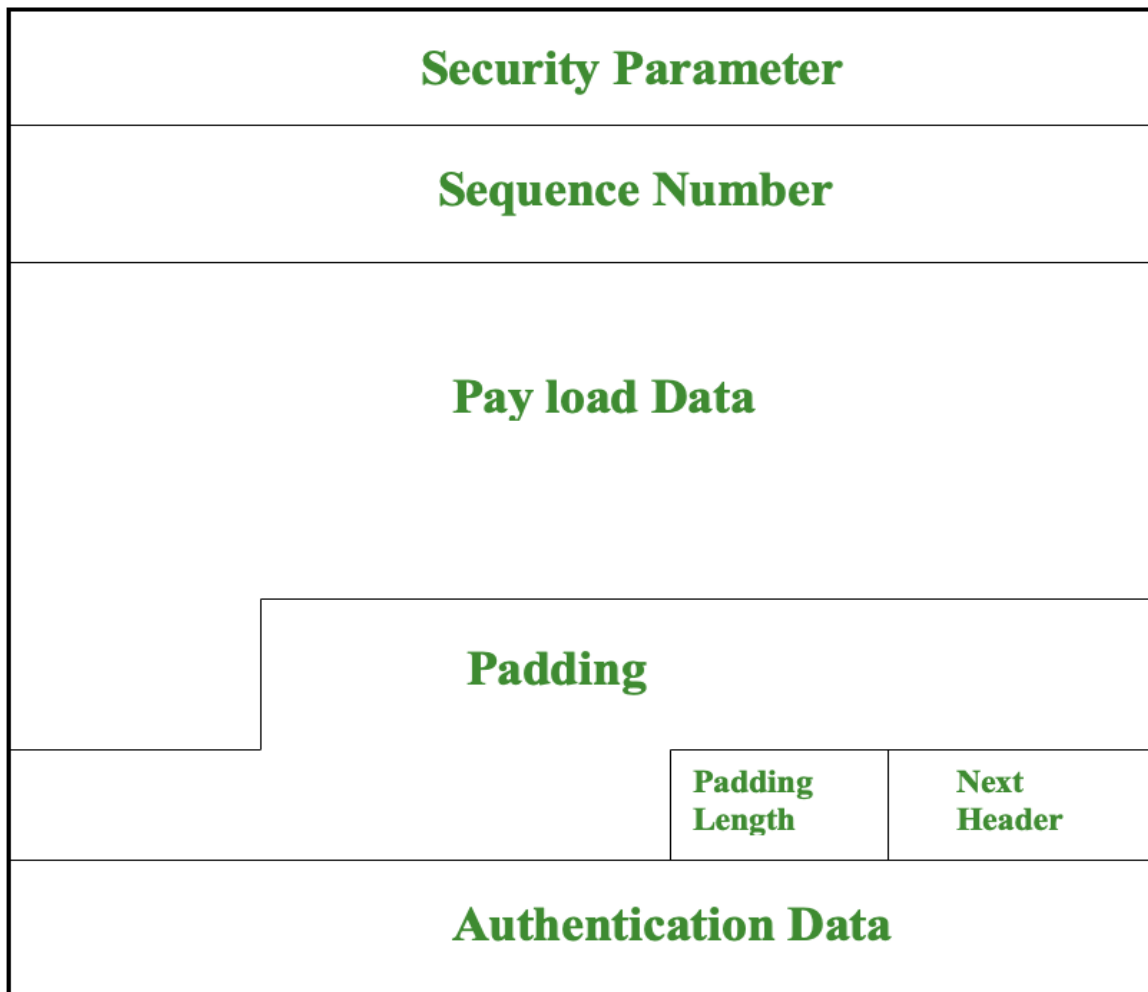 Security Parameter
Sequence Number
Pay load Data
Padding
Padding
Length
Next
Header
Authentication Data